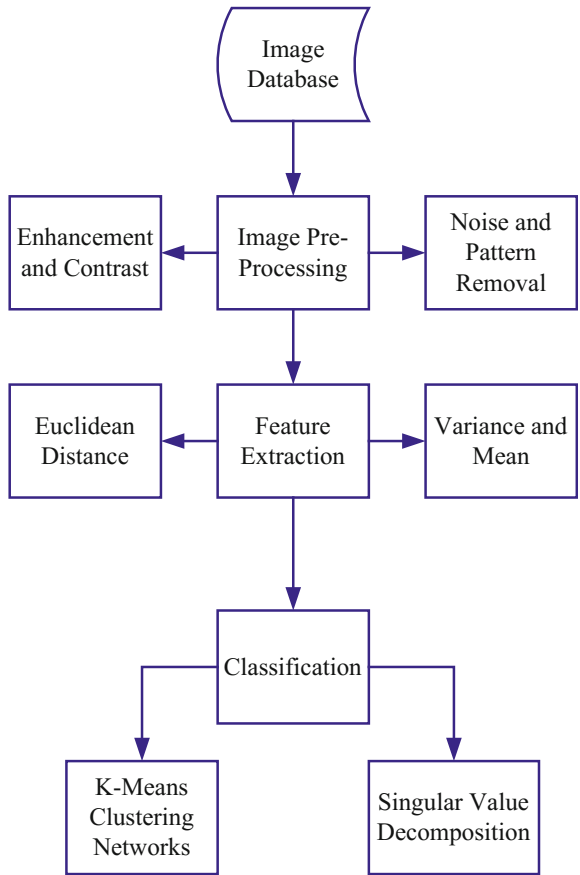 Image
Database
Enhancement
and Contrast
Image Pre-
Processing
Noise and
Pattern
Removal
Euclidean
Distance
Feature
Extraction
Variance and
Mean
Classification
K-Means
Clustering
Networks
Singular Value
Decomposition